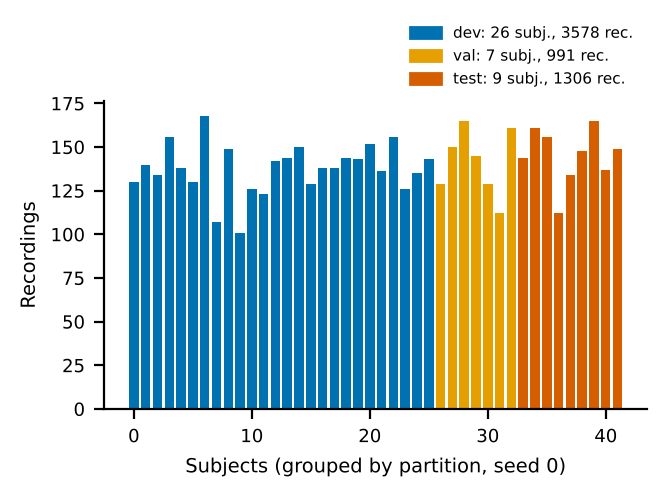 dev: 26 subj., 3578 rec.
val: 7 subj., 991 rec.
test: 9 subj., 1306 rec.
175
150
125
100
75
50
25
0
Recordings
0 10 20 30 40
Subjects (grouped by partition, seed 0)